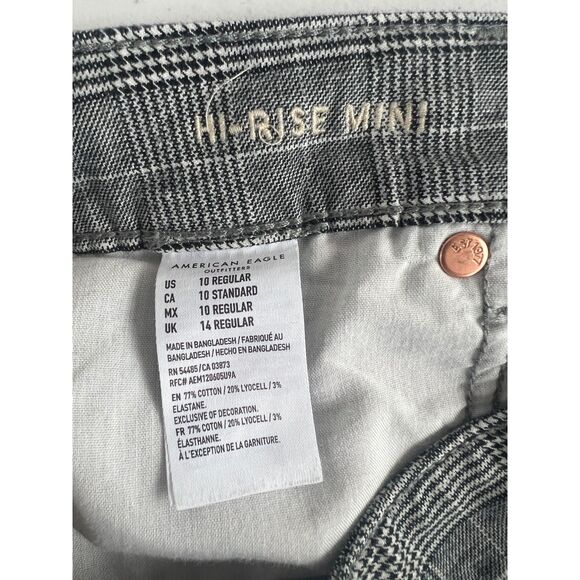 HI-RISE MINI
EST 1977
AMERICAN EAGLE
OUTFITTERS
US 10 REGULAR
CA 10 STANDARD
MX 10 REGULAR
UK 14 REGULAR
MADE IN BANGLADESH / FABRIQUÉ AU
BANGLADESH / HECHO EN BANGLADESH
RN 54485 / CA 03873
RFC# AEM120605U9A
EN 77% COTTON / 20% LYOCELL / 3%
ELASTANE.
EXCLUSIVE OF DECORATION.
FR 77% COTON / 20% LYOCELL / 3%
ÉLASTHANNE.
À L'EXCEPTION DE LA GARNITURE.